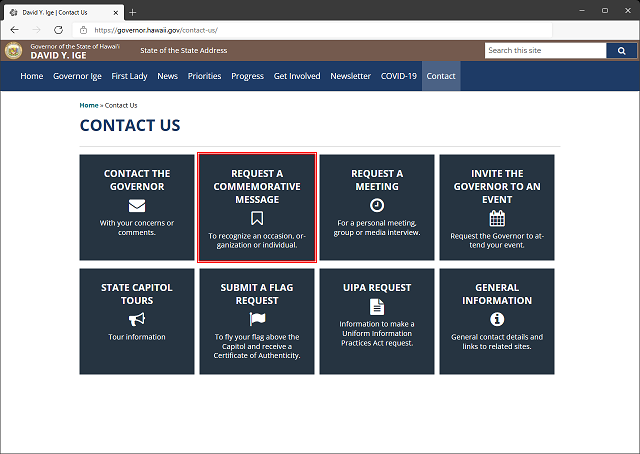 David Y. Ige | Contact Us
https://governor.hawaii.gov/contact-us/
Governor of the State of Hawai'i
DAVID Y. IGE
State of the State Address
Search this site
Home Governor Ige First Lady News Priorities Progress Get Involved Newsletter COVID-19 Contact
Home » Contact Us
CONTACT US
CONTACT THE
GOVERNOR
With your concerns or
comments.
REQUEST A
COMMEMORATIVE
MESSAGE
To recognize an occasion, or-
ganization or individual.
REQUEST A
MEETING
For a personal meeting,
group or media interview.
INVITE THE
GOVERNOR TO AN
EVENT
Request the Governor to at-
tend your event.
STATE CAPITOL
TOURS
Tour information
SUBMIT A FLAG
REQUEST
To fly your flag above the
Capitol and receive a
Certificate of Authenticity.
UIPA REQUEST
Information to make a
Uniform Information
Practices Act request.
GENERAL
INFORMATION
General contact details and
links to related sites.